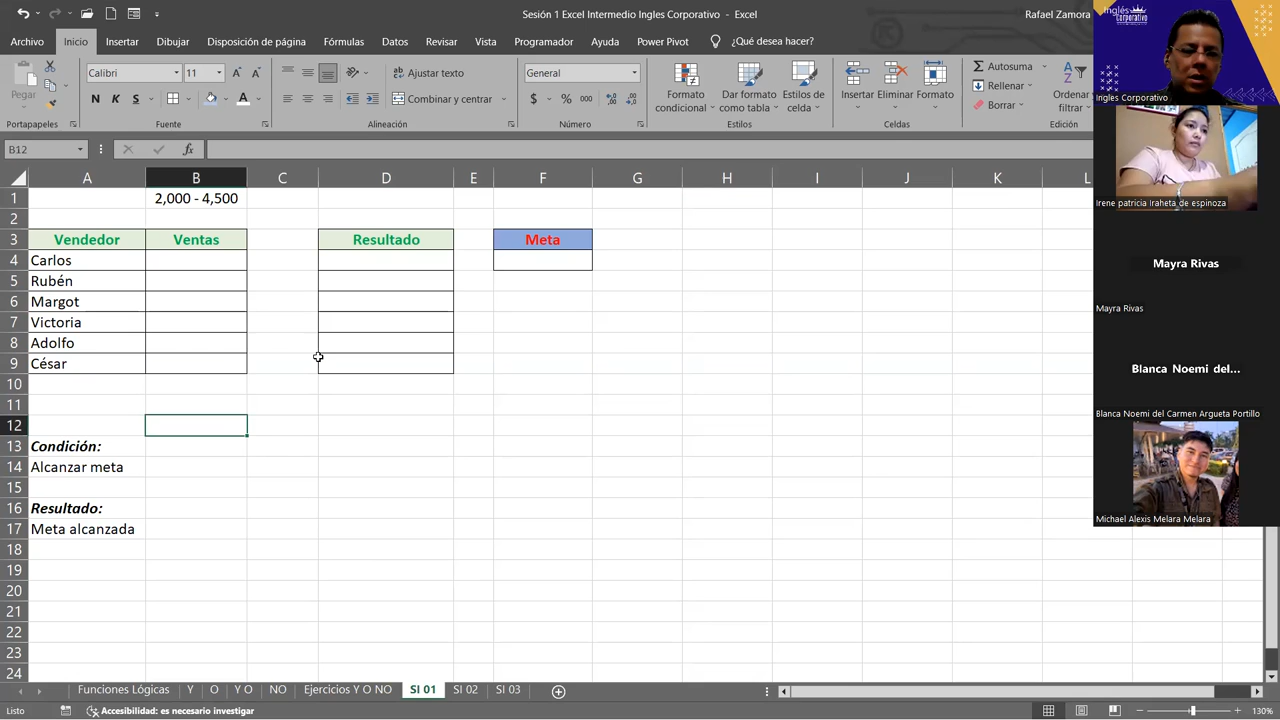 Sesión 1 Excel Intermedio Ingles Corporativo - Excel
Rafael Zamora
Archivo Inicio Insertar Dibujar Disposición de página Fórmulas Datos Revisar Vista Programador Ayuda Power Pivot ¿Qué desea hacer?
Pegar
Calibri 11
N K S
Ajustar texto
Combinar y centrar
General
$ % 000
Formato condicional
Dar formato como tabla
Estilos de celda
Insertar Eliminar Formato
Autosuma
Rellenar
Borrar
Ordenar filtrar
Portapapeles Fuente Alineación Número Estilos Celdas Edición
B12 fx
A B C D E F G H I J K L
1 2,000 - 4,500
2
3 Vendedor Ventas Resultado Meta
4 Carlos
5 Rubén
6 Margot
7 Victoria
8 Adolfo
9 César
10
11
12
13 Condición:
14 Alcanzar meta
15
16 Resultado:
17 Meta alcanzada
18
19
20
21
22
23
24
Funciones Lógicas Y O Y O NO Ejercicios Y O NO SI 01 SI 02 SI 03
Listo Accesibilidad: es necesario investigar 130%
Inglés Corporativo
Ingles Corporativo
Irene patricia Iraheta de espinoza
Mayra Rivas
Mayra Rivas
Blanca Noemi del...
Blanca Noemi del Carmen Argueta Portillo
Michael Alexis Melara Melara